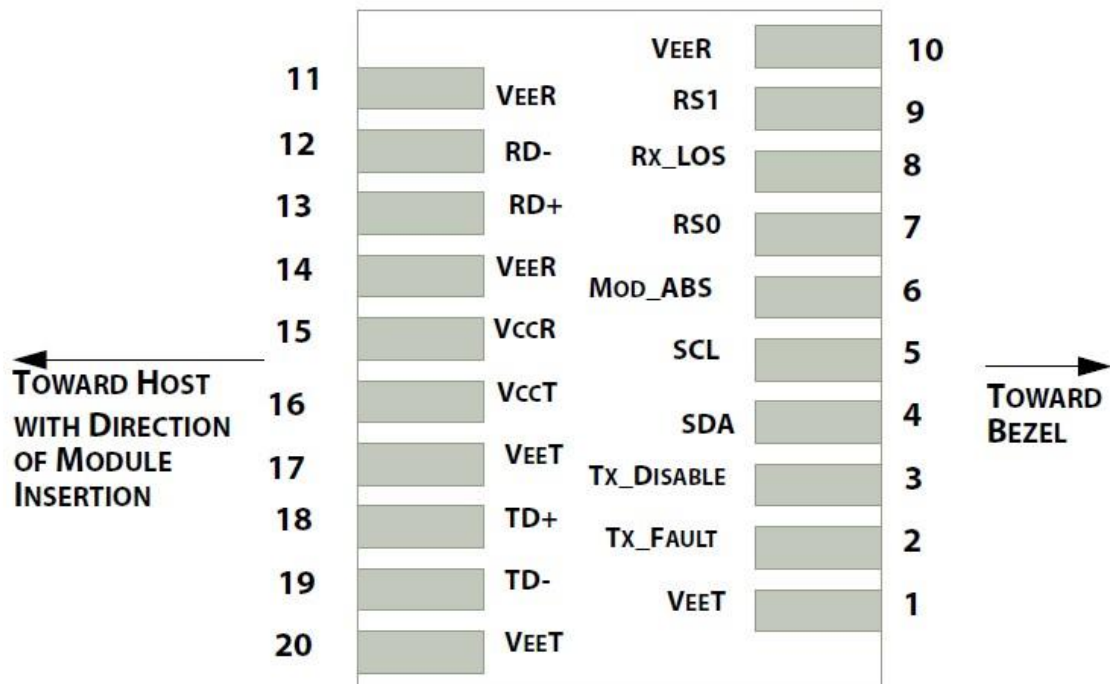 VEER 10
11 VEER
RS1 9
12 RD-
RX_LOS 8
13 RD+
RS0 7
14 VEER
MOD_ABS 6
15 VCCR
SCL 5
TOWARD HOST
WITH DIRECTION
OF MODULE
INSERTION
16 VCCT
SDA 4
TOWARD
BEZEL
17 VEET
TX_DISABLE 3
18 TD+
TX_FAULT 2
19 TD-
VEET 1
20 VEET